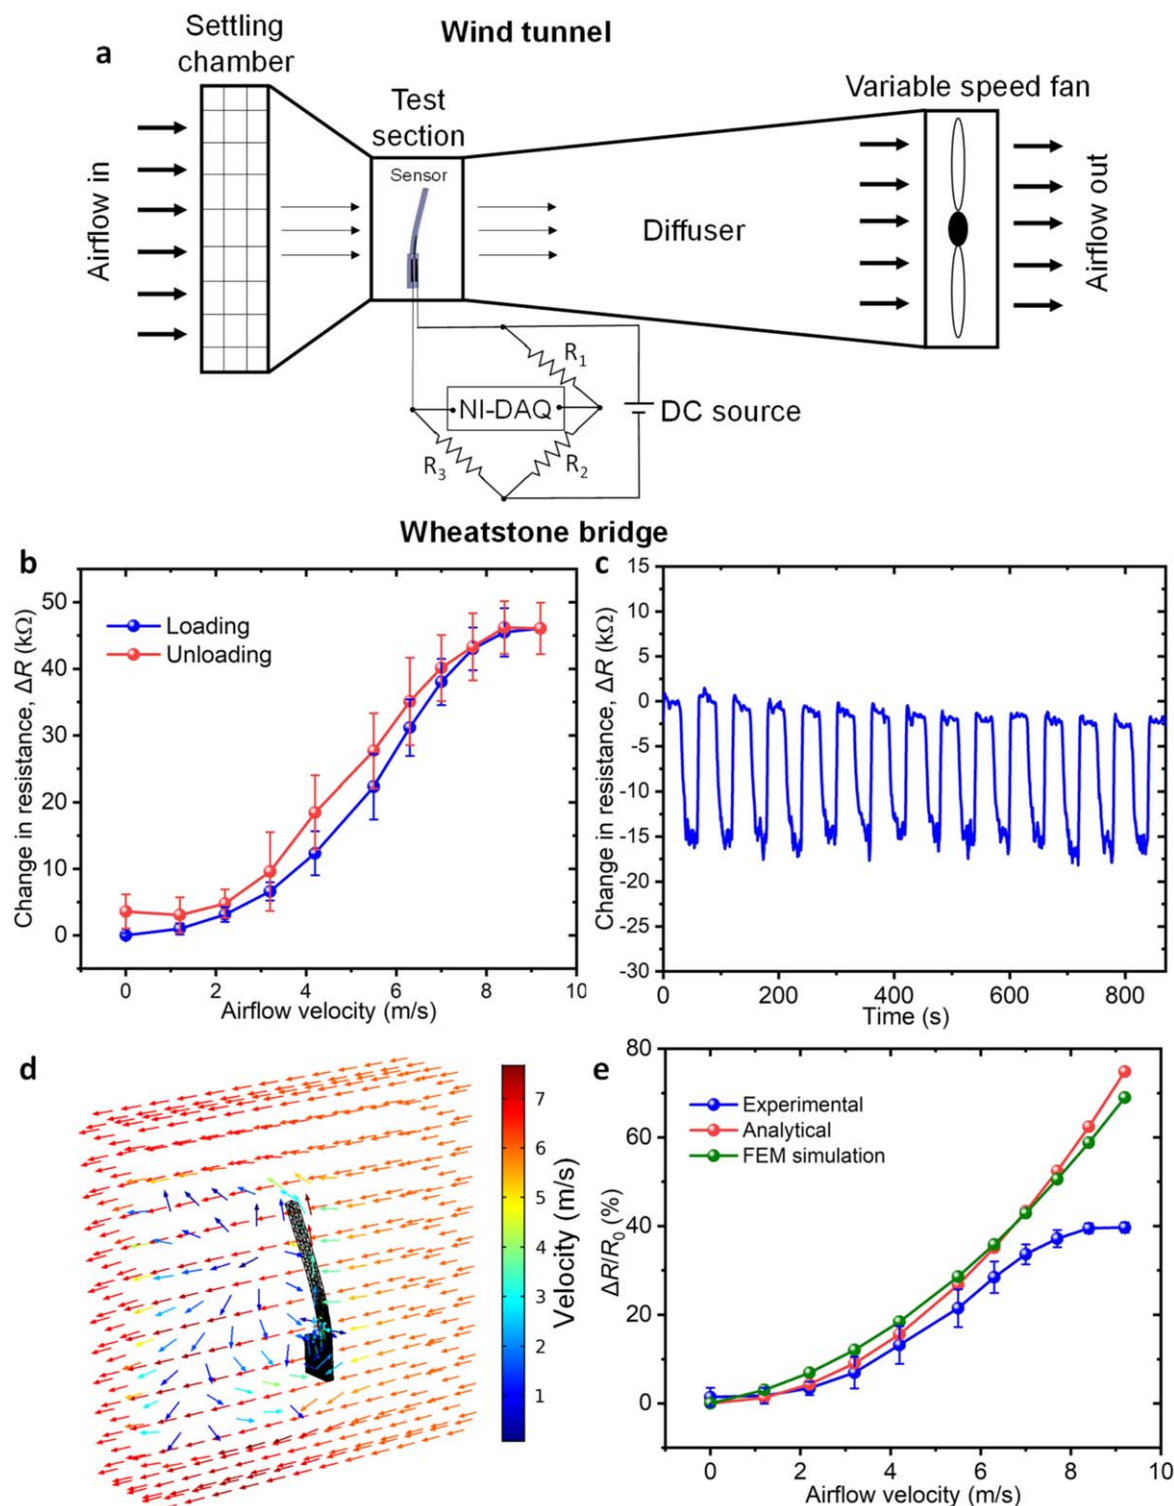 a
Wind tunnel
Settling
chamber
Test
section
Variable speed fan
Airflow in
Sensor
Diffuser
Airflow out
R1
NI-DAQ
DC source
R3
R2
Wheatstone bridge
b
Change in resistance, ΔR (kΩ)
50
40
30
20
10
0
Loading
Unloading
0
2
4
6
8
10
Airflow velocity (m/s)
c
Change in resistance, ΔR (kΩ)
15
10
5
0
-5
-10
-15
-20
-25
-30
0
200
400
600
800
Time (s)
d
7
6
5
4
3
2
1
Velocity (m/s)
e
ΔR/R0 (%)
80
60
40
20
0
Experimental
Analytical
FEM simulation
0
2
4
6
8
10
Airflow velocity (m/s)